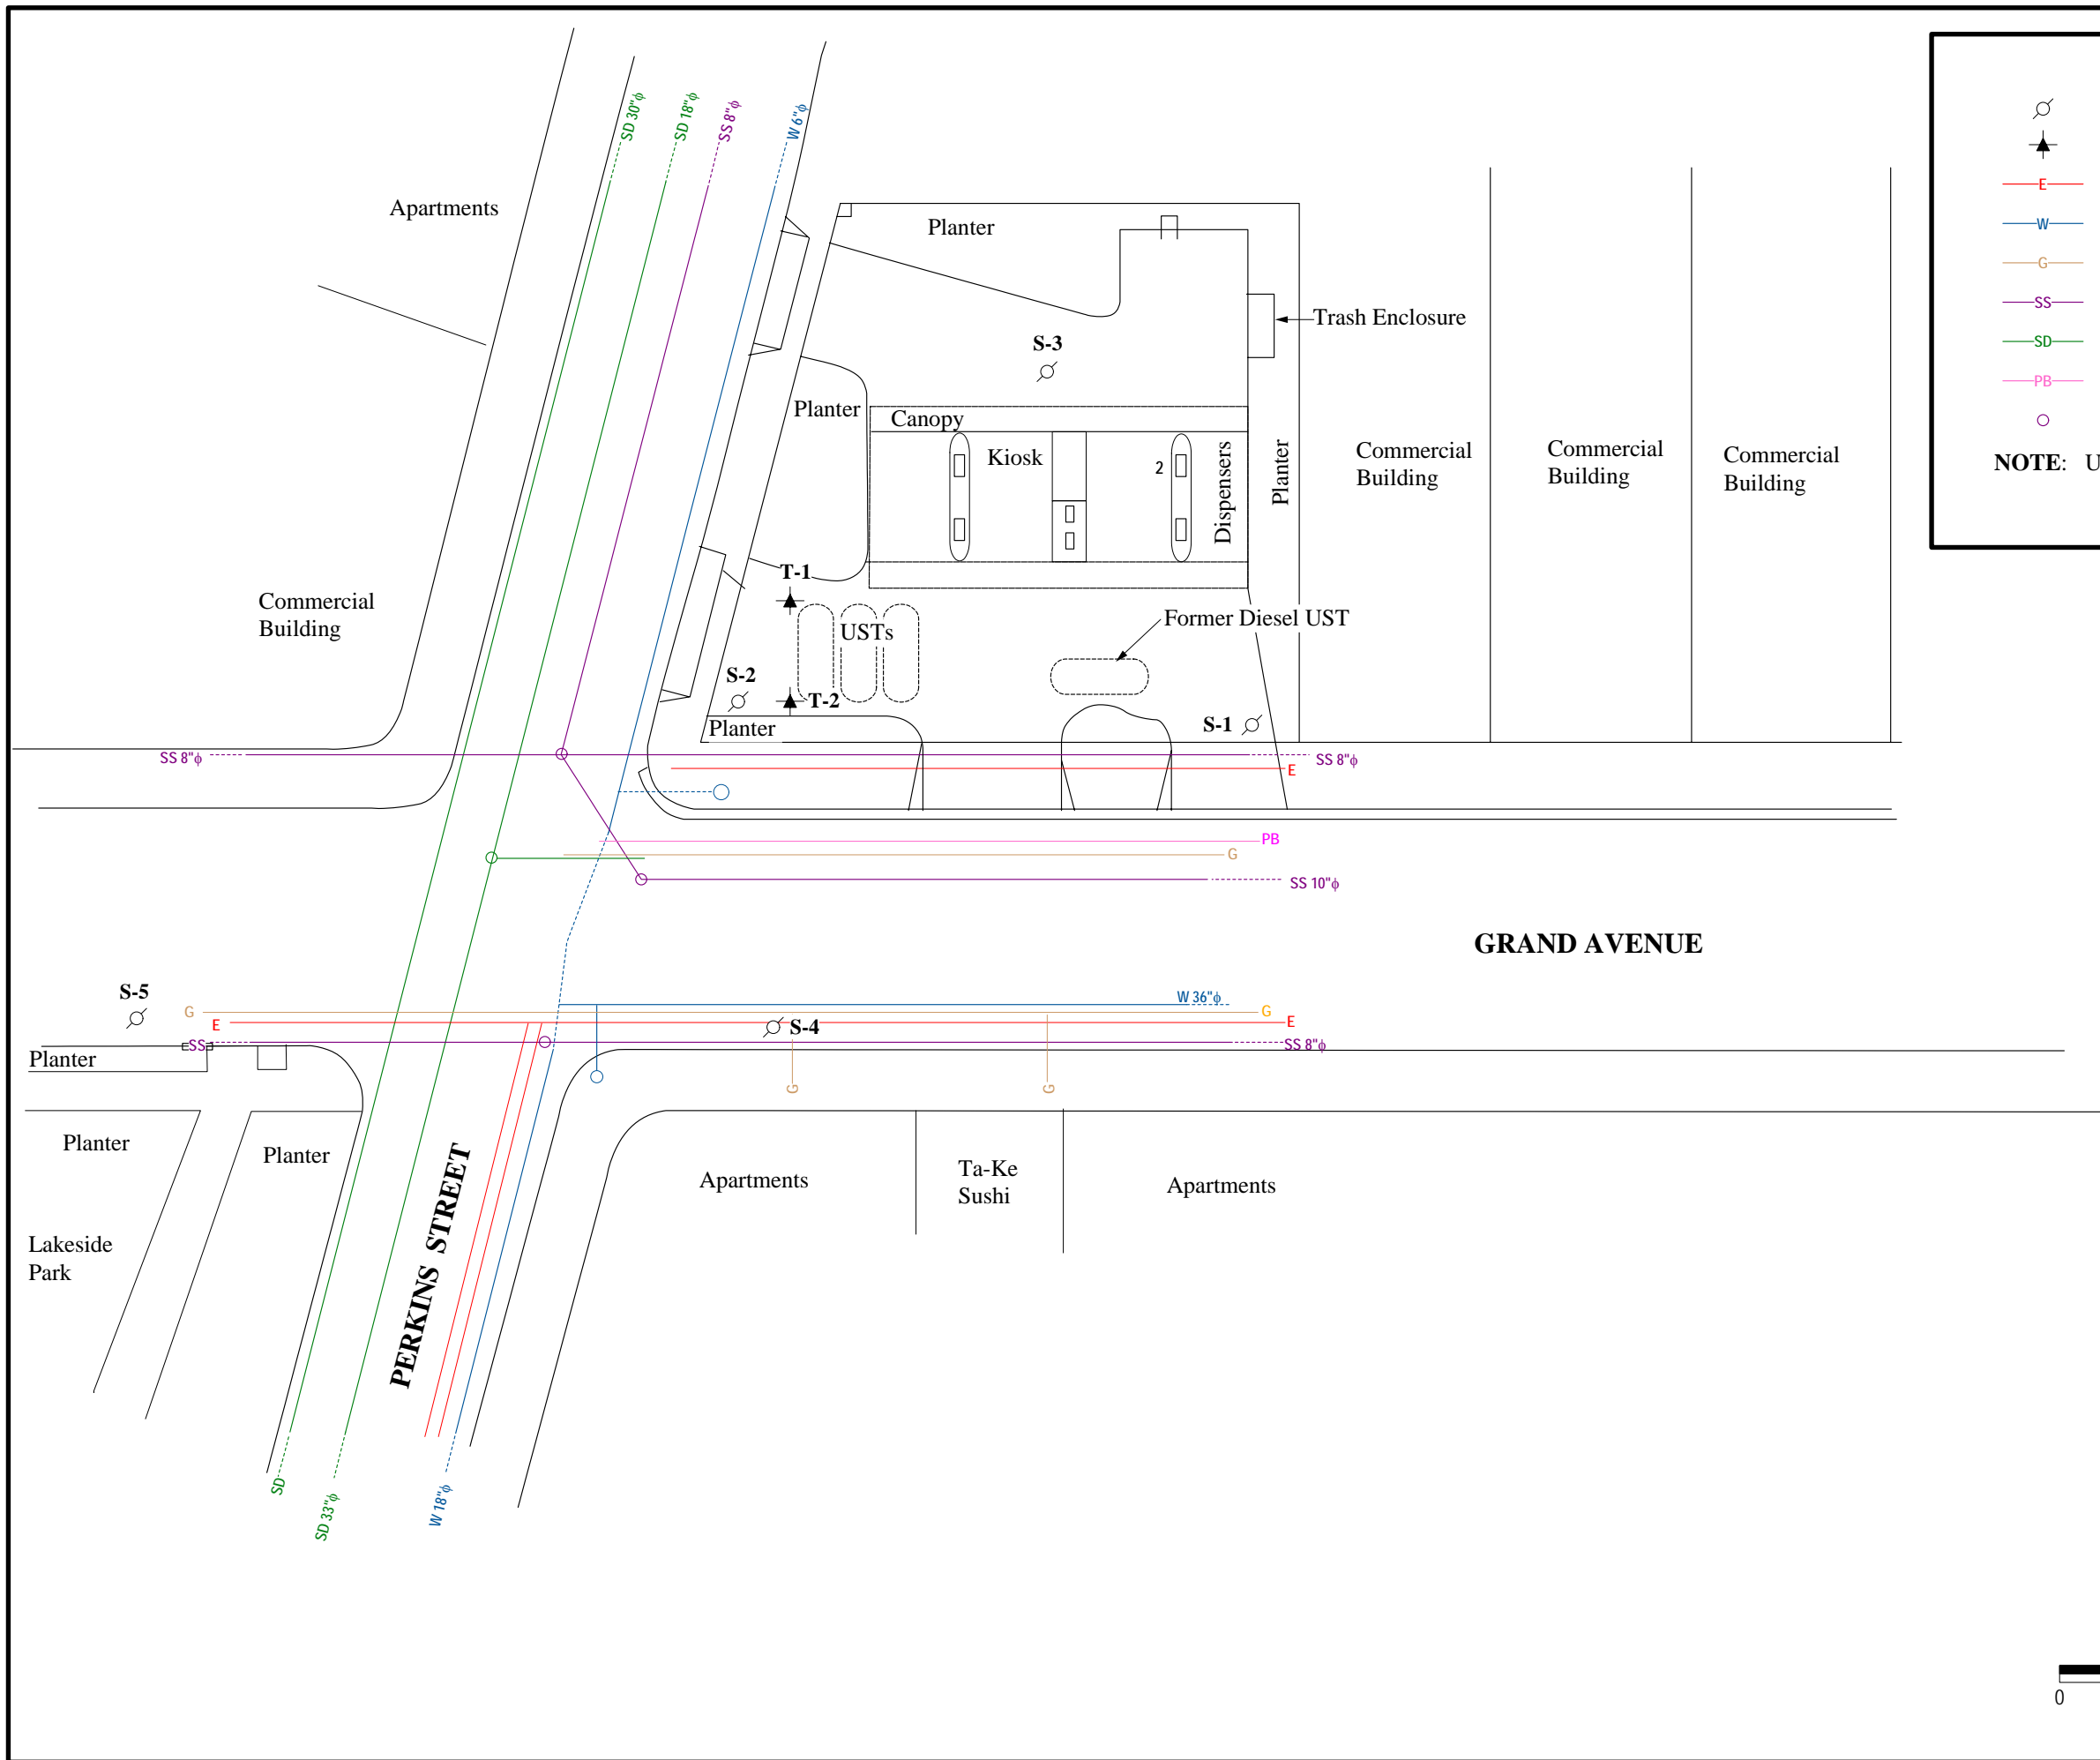 SD 30"ϕ
SD 18"ϕ
SS 8"ϕ
W 6"ϕ
E
W
G
SS
SD
PB
NOTE: U
Apartments
Planter
Trash Enclosure
S-3
Planter
Canopy
Kiosk
2
Dispensers
Planter
Commercial
Building
Commercial
Building
Commercial
Building
T-1
Commercial
Building
USTs
Former Diesel UST
S-2
T-2
Planter
S-1
SS 8"ϕ
SS 8"ϕ
E
PB
G
SS 10"ϕ
GRAND AVENUE
S-5
G
E
SS
W 36"ϕ
G
E
S-4
SS 8"ϕ
Planter
G
G
Planter
Planter
PERKINS STREET
Apartments
Ta-Ke
Sushi
Apartments
Lakeside
Park
SD
SD 33"ϕ
W 18"ϕ
0